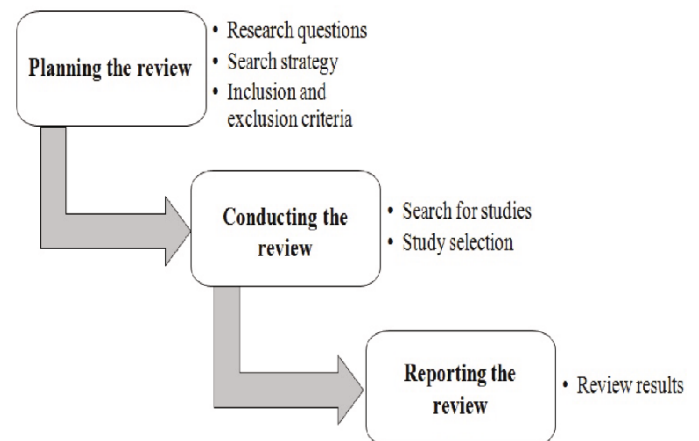 Planning the review
• Research questions
• Search strategy
• Inclusion and
exclusion criteria
Conducting the
review
• Search for studies
• Study selection
Reporting the
review
• Review results